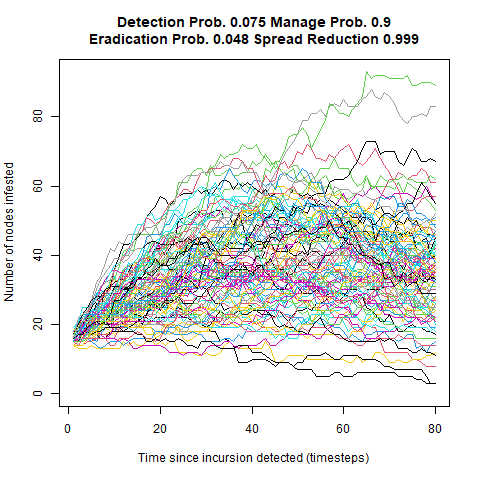 Detection Prob. 0.075 Manage Prob. 0.9
Eradication Prob. 0.048 Spread Reduction 0.999
Number of nodes infested
80
60
40
20
0
0 20 40 60 80
Time since incursion detected (timesteps)